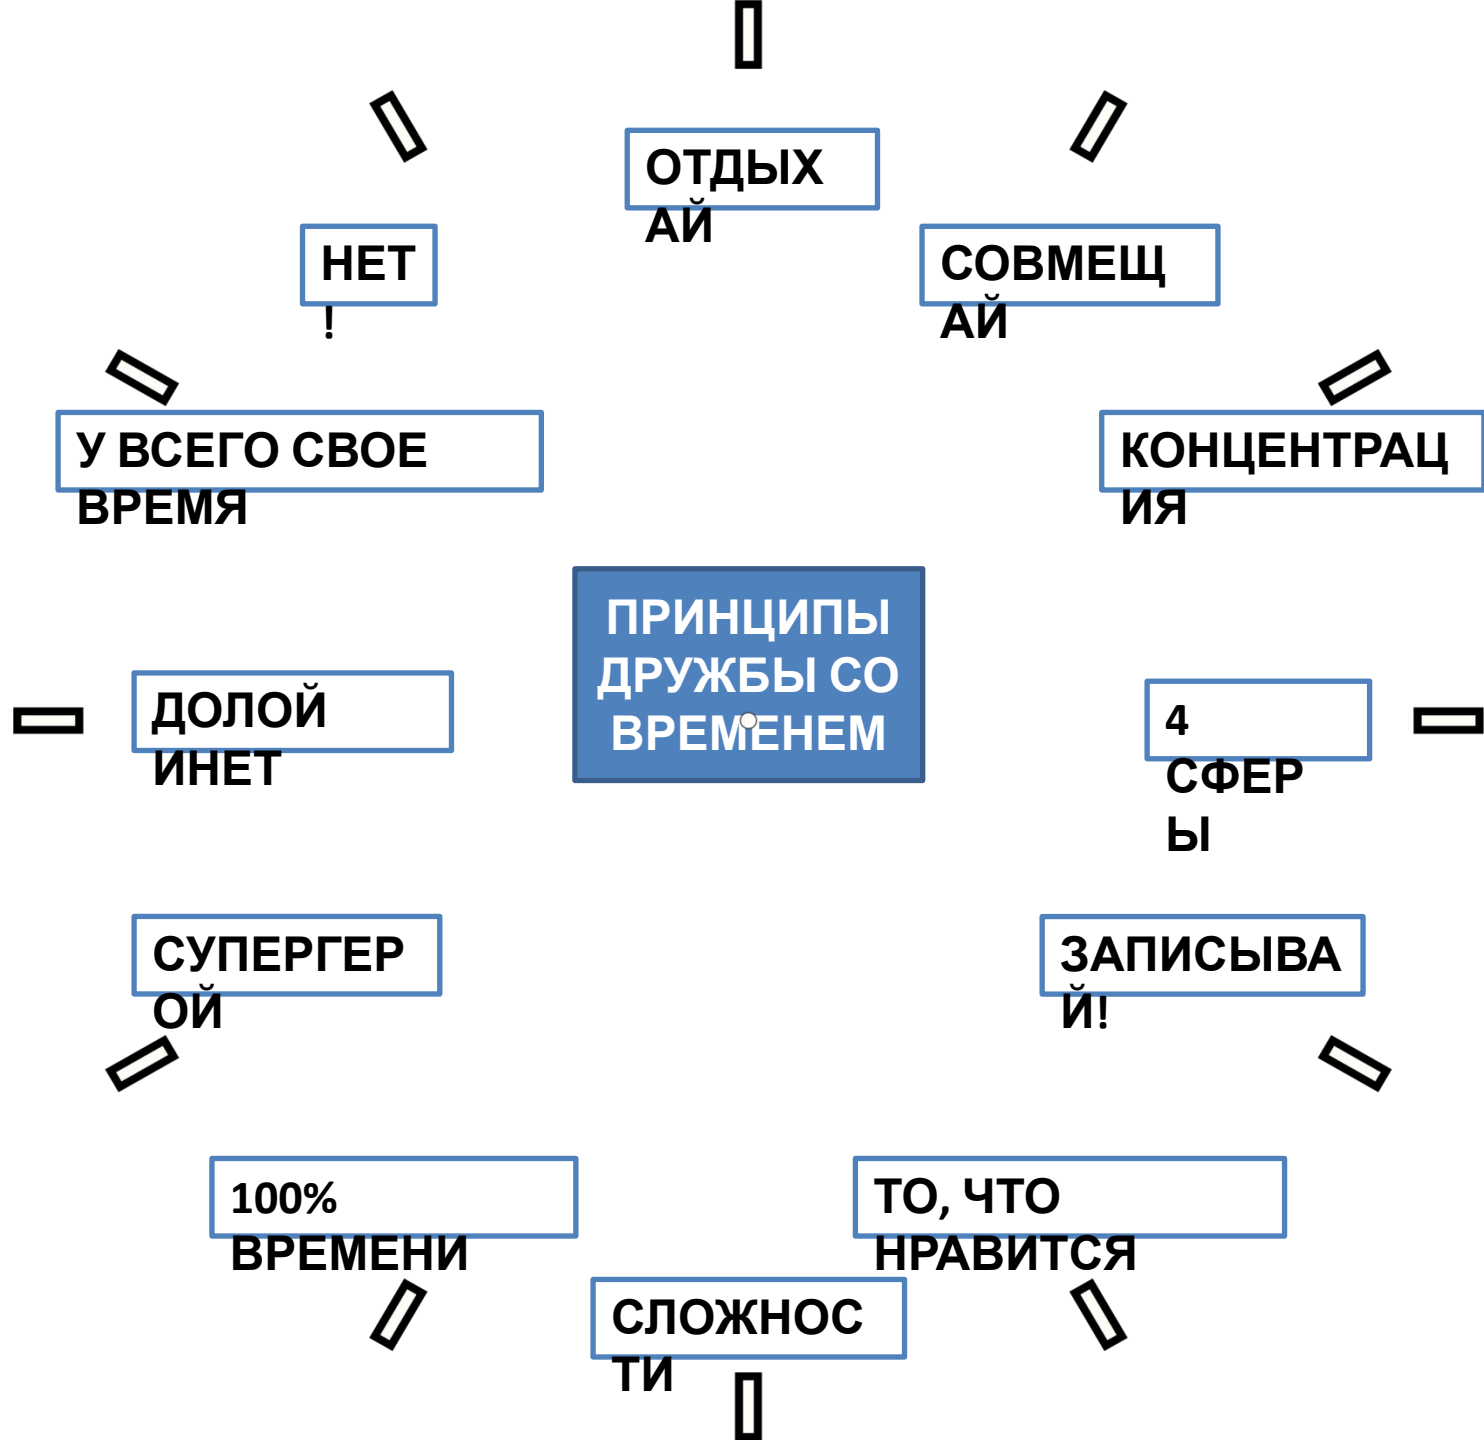 ОТДЫХ
АЙ
НЕТ
!
СОВМЕЩ
АЙ
У ВСЕГО СВОЕ
ВРЕМЯ
КОНЦЕНТРАЦ
ИЯ
ПРИНЦИПЫ
ДРУЖБЫ СО
ВРЕМЕНЕМ
ДОЛОЙ
ИНЕТ
4
СФЕР
Ы
СУПЕРГЕР
ОЙ
ЗАПИСЫВА
Й!
100%
ВРЕМЕНИ
ТО, ЧТО
НРАВИТСЯ
СЛОЖНОС
ТИ